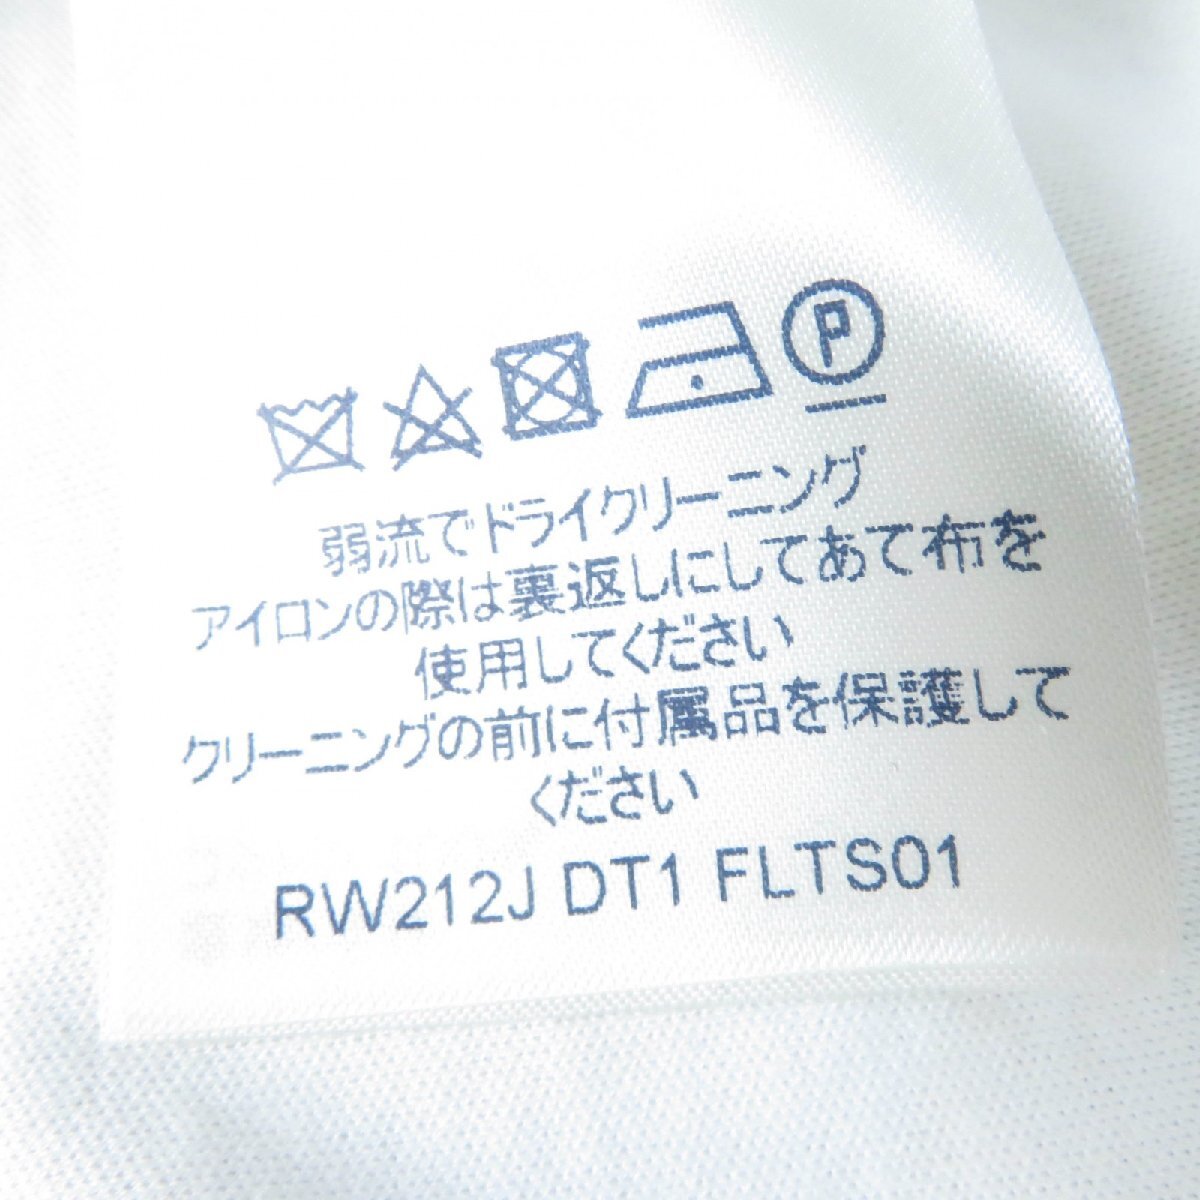 P
弱流でドライクリーニング
アイロンの際は裏返しにしてあて布を
使用してください
クリーニングの前に付属品を保護して
ください
RW212J DT1 FLTS01